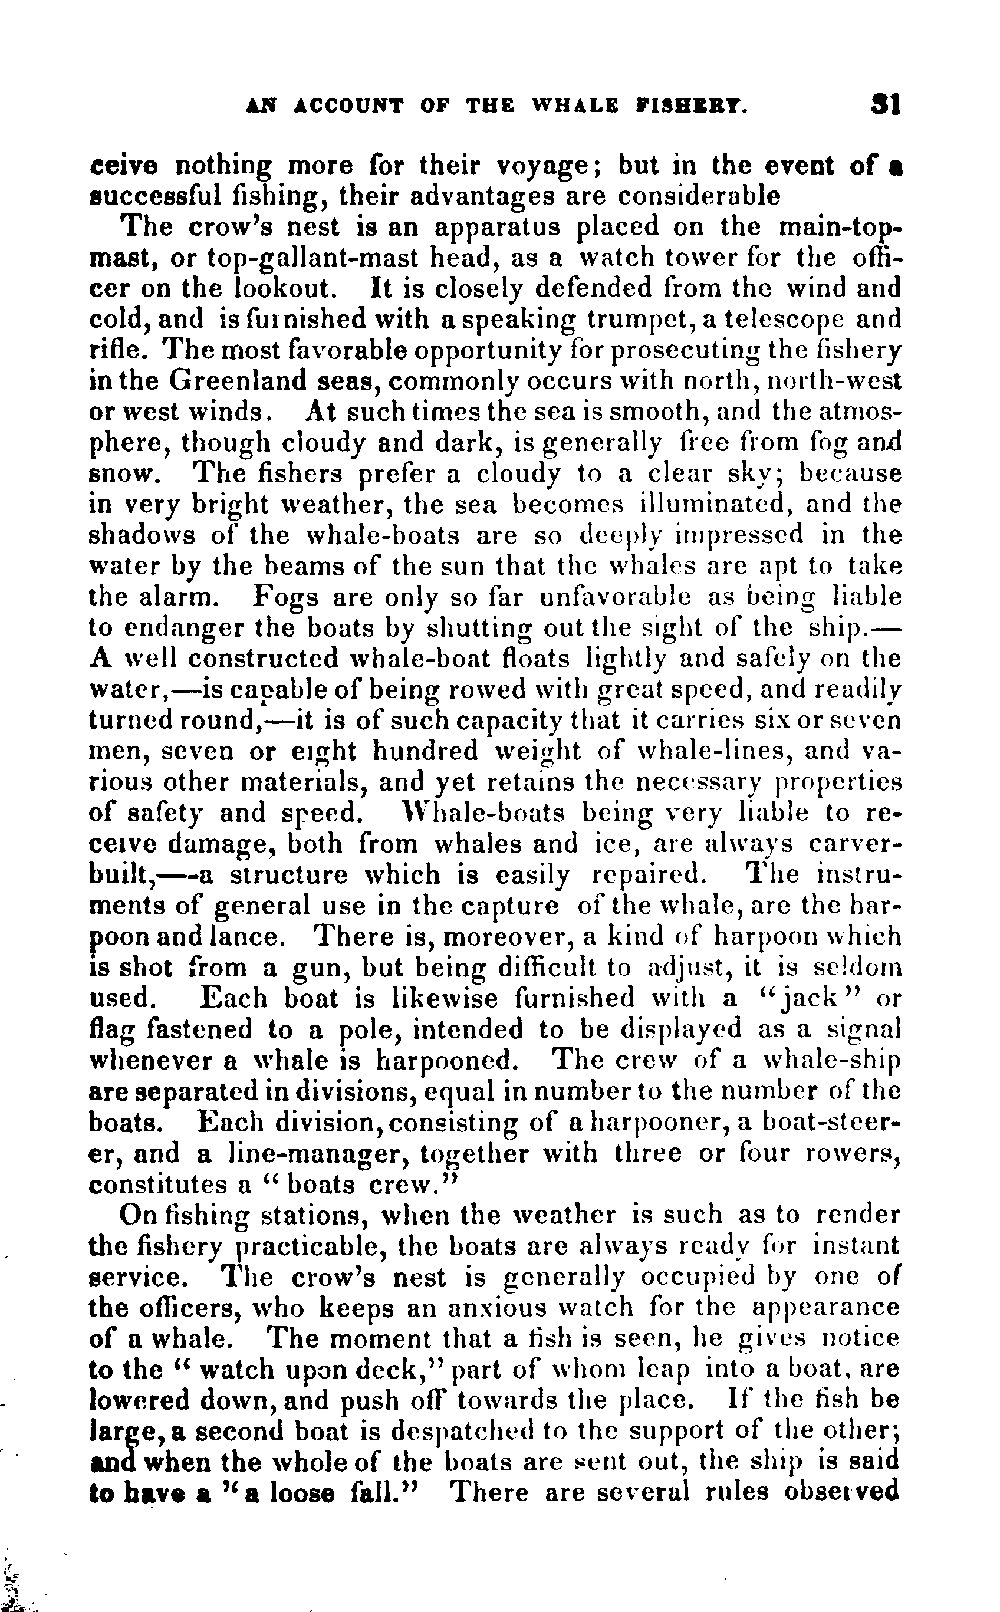 AN ACCOUNT OF THE WHALE FISHERY. 31
ceive nothing more for their voyage; but in the event of a
successful fishing, their advantages are considerable
The crow's nest is an apparatus placed on the main-top-
mast, or top-gallant-mast head, as a watch tower for the offi-
cer on the lookout. It is closely defended from the wind and
cold, and is furnished with a speaking trumpet, a telescope and
rifle. The most favorable opportunity for prosecuting the fishery
in the Greenland seas, commonly occurs with north, north-west
or west winds. At such times the sea is smooth, and the atmos-
phere, though cloudy and dark, is generally free from fog and
snow. The fishers prefer a cloudy to a clear sky; because
in very bright weather, the sea becomes illuminated, and the
shadows of the whale-boats are so deeply impressed in the
water by the beams of the sun that the whales are apt to take
the alarm. Fogs are only so far unfavorable as being liable
to endanger the boats by shutting out the sight of the ship.—
A well constructed whale-boat floats lightly and safely on the
water,—is capable of being rowed with great speed, and readily
turned round,—it is of such capacity that it carries six or seven
men, seven or eight hundred weight of whale-lines, and va-
rious other materials, and yet retains the necessary properties
of safety and speed. Whale-boats being very liable to re-
ceive damage, both from whales and ice, are always carver-
built,—-a structure which is easily repaired. The instru-
ments of general use in the capture of the whale, are the har-
poon and lance. There is, moreover, a kind of harpoon which
is shot from a gun, but being difficult to adjust, it is seldom
used. Each boat is likewise furnished with a "jack" or
flag fastened to a pole, intended to be displayed as a signal
whenever a whale is harpooned. The crew of a whale-ship
are separated in divisions, equal in number to the number of the
boats. Each division, consisting of a harpooner, a boat-steer-
er, and a line-manager, together with three or four rowers,
constitutes a "boats crew."
On fishing stations, when the weather is such as to render
the fishery practicable, the boats are always ready for instant
service. The crow's nest is generally occupied by one of
the officers, who keeps an anxious watch for the appearance
of a whale. The moment that a fish is seen, he gives notice
to the "watch upon deck," part of whom leap into a boat, are
lowered down, and push off towards the place. If the fish be
large, a second boat is despatched to the support of the other;
and when the whole of the boats are sent out, the ship is said
to have a "a loose fall." There are several rules observed